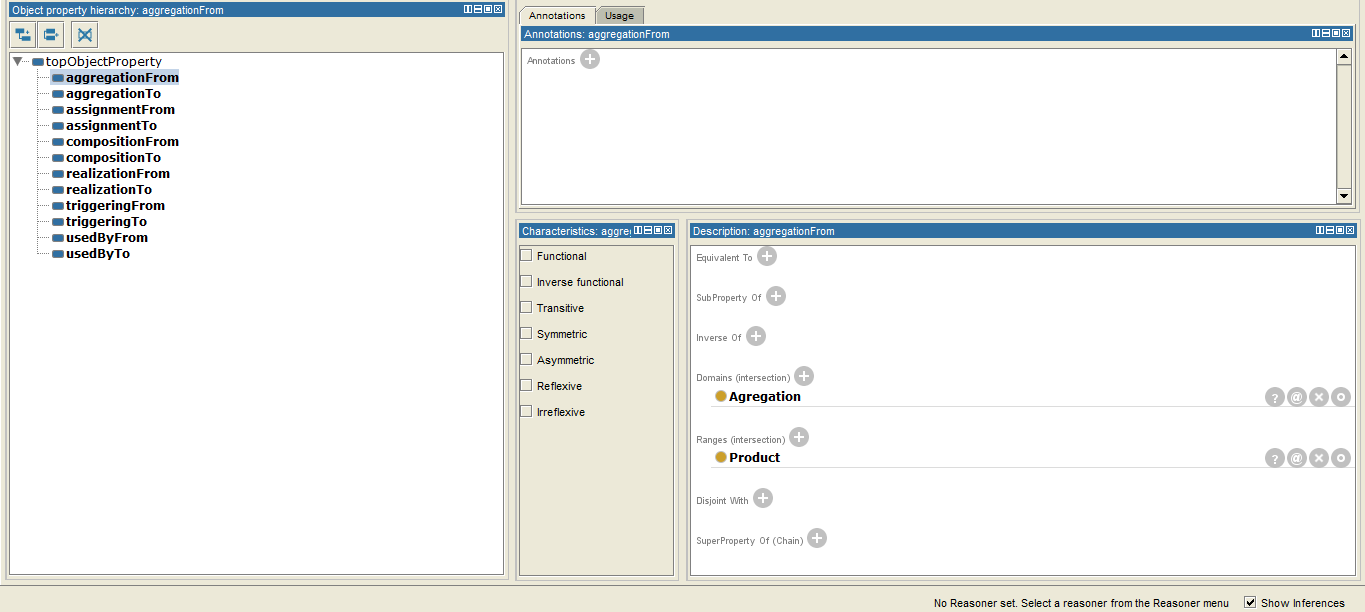 Object property hierarchy: aggregationFrom
topObjectProperty
aggregationFrom
aggregationTo
assignmentFrom
assignmentTo
compositionFrom
compositionTo
realizationFrom
realizationTo
triggeringFrom
triggeringTo
usedByFrom
usedByTo
Annotations Usage
Annotations: aggregationFrom
Annotations
Characteristics: aggre
Functional
Inverse functional
Transitive
Symmetric
Asymmetric
Reflexive
Irreflexive
Description: aggregationFrom
Equivalent To
SubProperty Of
Inverse Of
Domains (intersection)
Agregation
? @
Ranges (intersection)
Product
? @
Disjoint With
SuperProperty Of (Chain)
No Reasoner set. Select a reasoner from the Reasoner menu Show Inferences